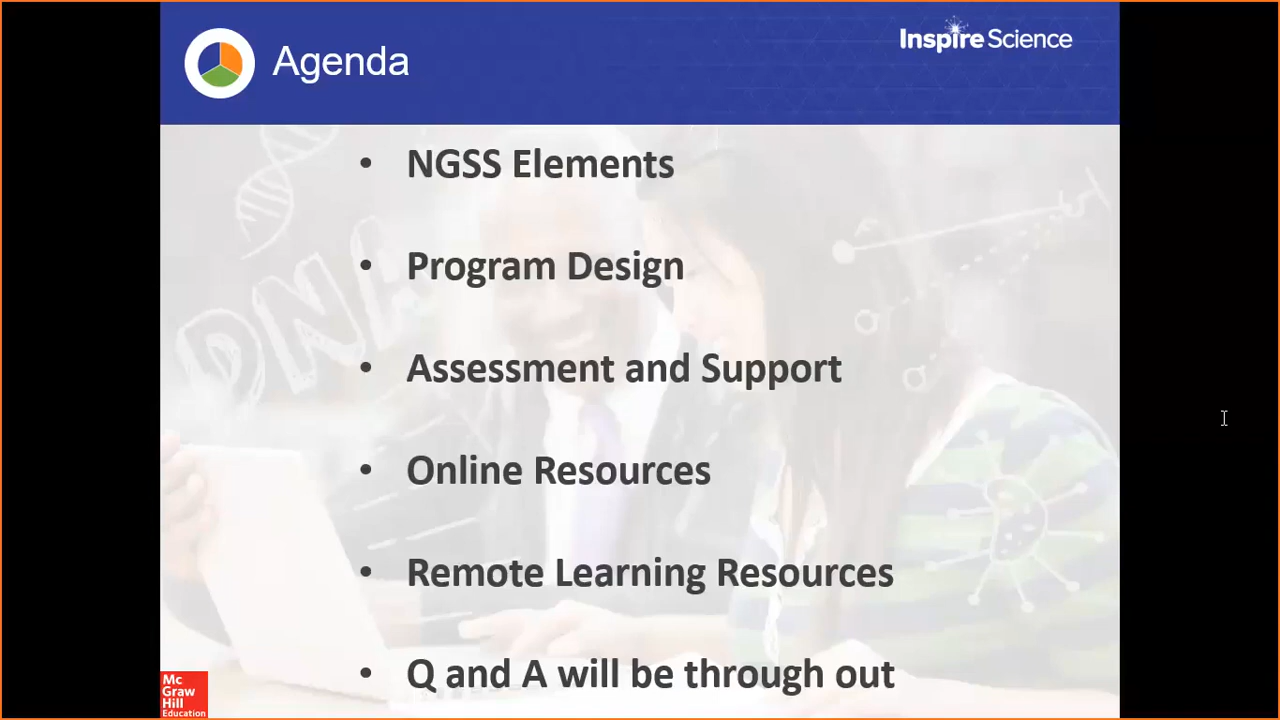 Agenda
Inspire Science
• NGSS Elements
• Program Design
• Assessment and Support
• Online Resources
• Remote Learning Resources
• Q and A will be through out
DNA
Mc
Graw
Hill
Education